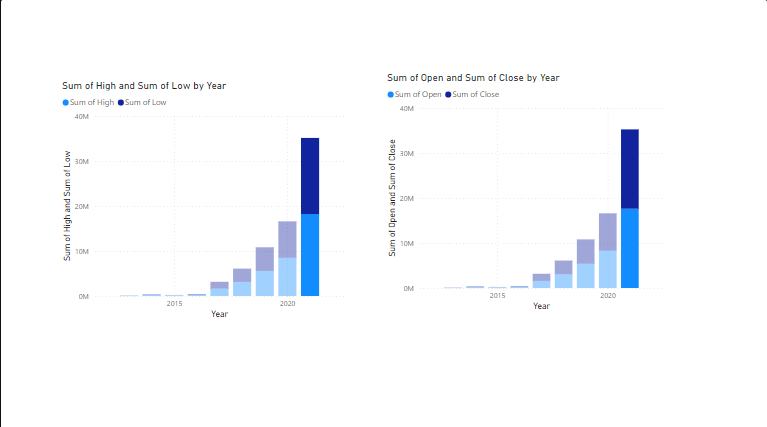 Sum of High and Sum of Low by Year
Sum of High Sum of Low
40M
30M
20M
10M
0M
Sum of High and Sum of Low
2015 2020
Year
Sum of Open and Sum of Close by Year
Sum of Open Sum of Close
40M
30M
20M
10M
0M
Sum of Open and Sum of Close
2015 2020
Year